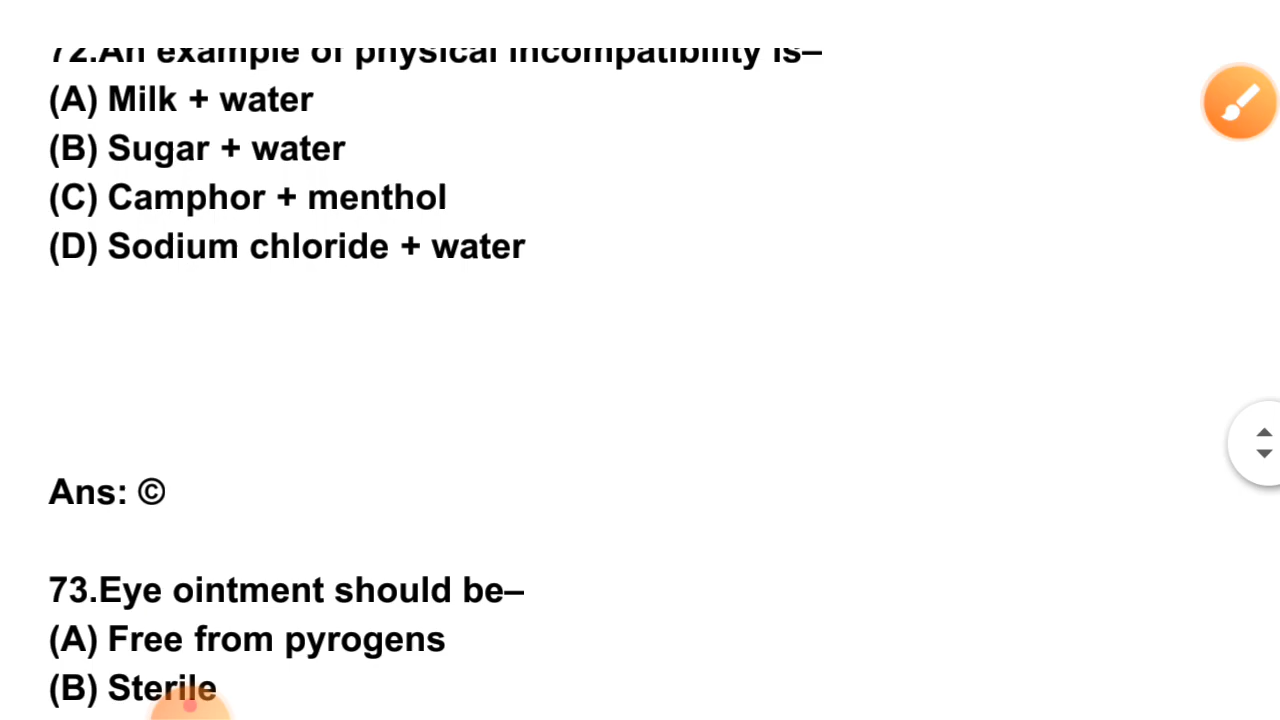 72.An example of physical incompatibility is–
(A) Milk + water
(B) Sugar + water
(C) Camphor + menthol
(D) Sodium chloride + water
Ans: ©
73.Eye ointment should be–
(A) Free from pyrogens
(B) Sterile